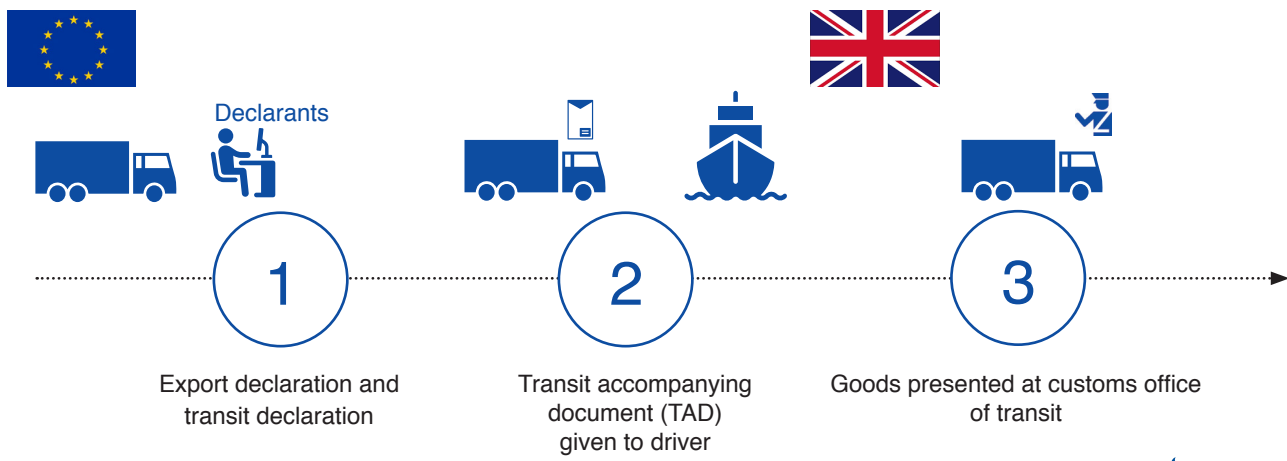 Declarants
1
2
3
Export declaration and
transit declaration
Transit accompanying
document (TAD)
given to driver
Goods presented at customs office
of transit